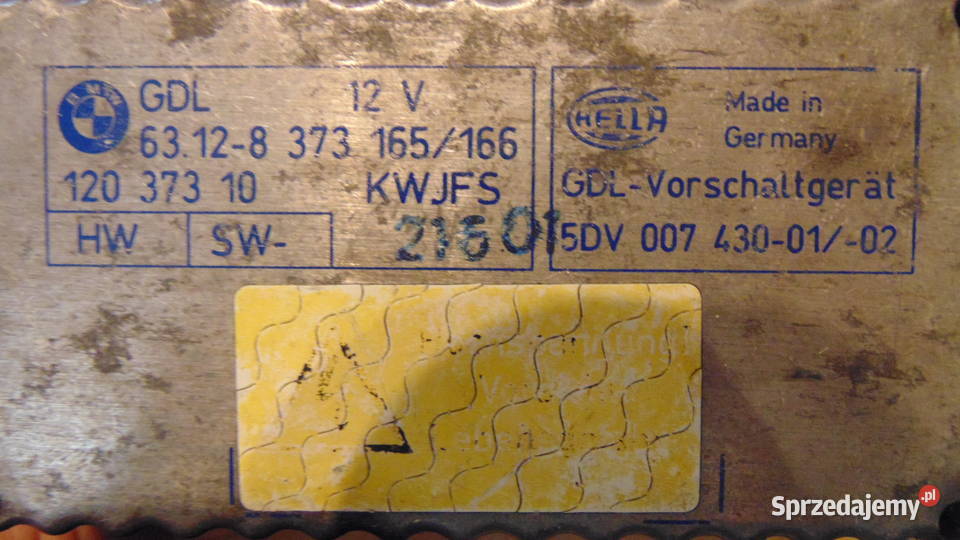 BMW GDL 12 V
63.12-8 373 165/166
120 373 10 KWJFS
HW SW- 21601
HELLA Made in
Germany
GDL-Vorschaltgerät
5DV 007 430-01/-02
Sprzedajemy.pl